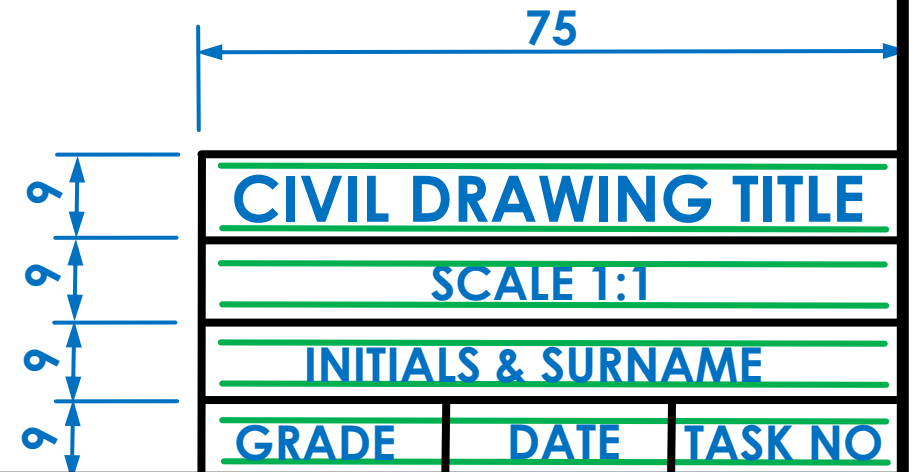 75
9
CIVIL DRAWING TITLE
9
SCALE 1:1
9
INITIALS & SURNAME
9
GRADE DATE TASK NO